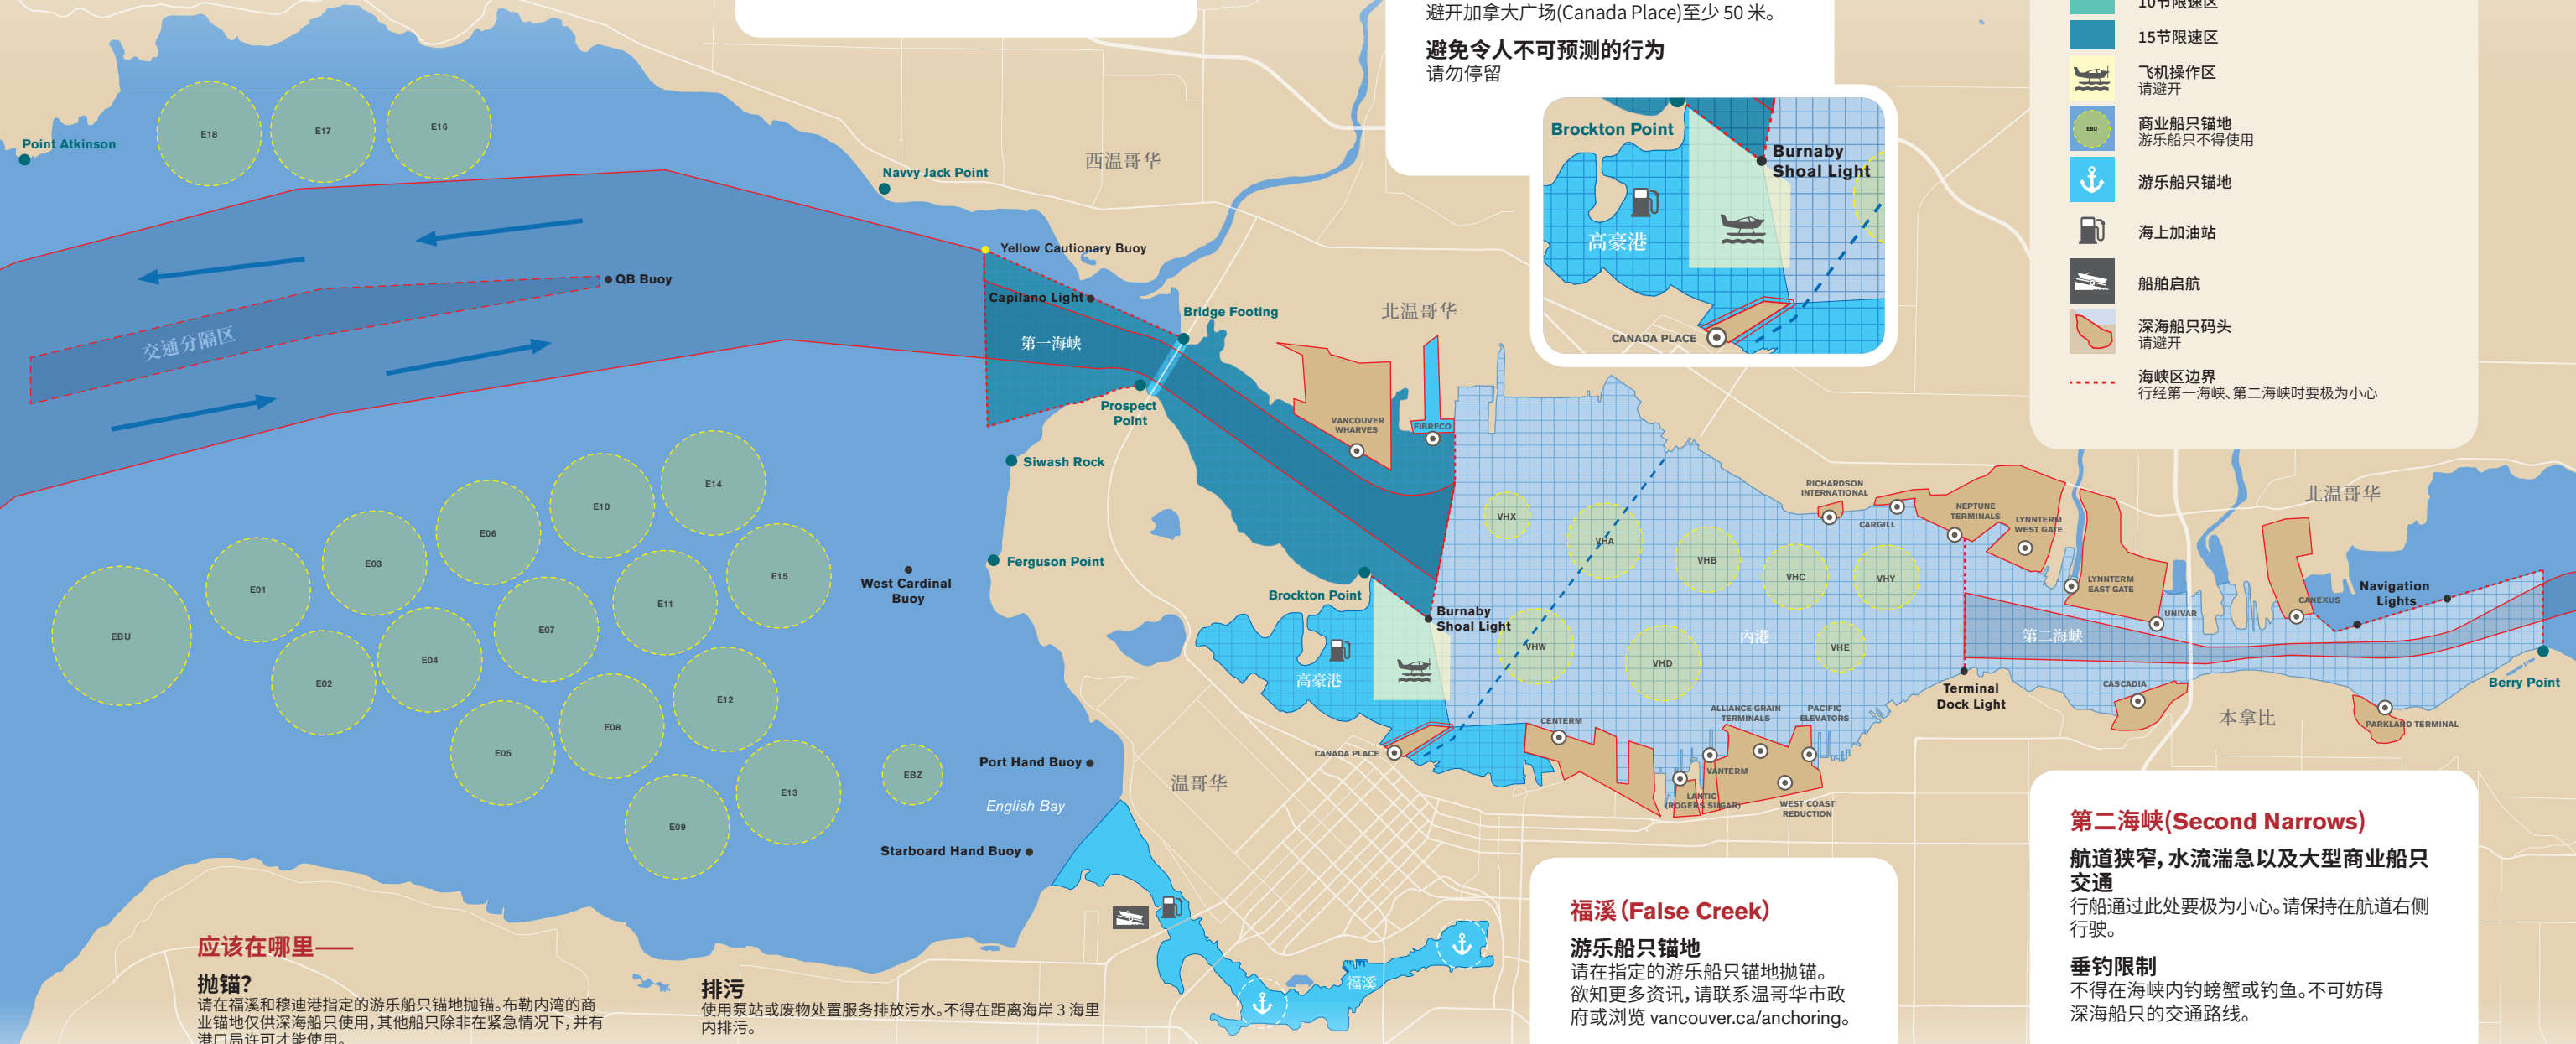 避开加拿大广场(Canada Place)至少 50 米。
避免令人不可预测的行为
请勿停留
10节限速区
15节限速区
飞机操作区
请避开
EBU
商业船只锚地
游乐船只不得使用
游乐船只锚地
海上加油站
船舶启航
深海船只码头
请避开
海峡区边界
行经第一海峡、第二海峡时要极为小心
Brockton Point
Burnaby
Shoal Light
高豪港
CANADA PLACE
Point Atkinson
E18
E17
E16
Navvy Jack Point
西温哥华
Yellow Cautionary Buoy
QB Buoy
Capilano Light
Bridge Footing
北温哥华
交通分隔区
第一海峡
Prospect
Point
VANCOUVER
WHARVES
FIBRECO
Siwash Rock
E14
E10
E06
E03
E01
EBU
E02
E04
E07
E11
E15
E12
E08
E05
E13
E09
EBZ
Ferguson Point
West Cardinal
Buoy
Brockton Point
Burnaby
Shoal Light
高豪港
VHX
VHA
VHB
VHC
VHY
VHW
VHD
VHE
內港
RICHARDSON
INTERNATIONAL
CARGILL
NEPTUNE
TERMINALS
LYNNTERM
WEST GATE
LYNNTERM
EAST GATE
UNIVAR
CANEXUS
北温哥华
Navigation
Lights
第二海峡
Berry Point
Terminal
Dock Light
CASCADIA
本拿比
PARKLAND TERMINAL
CANADA PLACE
CENTERM
ALLIANCE GRAIN
TERMINALS
PACIFIC
ELEVATORS
VANTERM
LANTIC
(ROGERS SUGAR)
WEST COAST
REDUCTION
Port Hand Buoy
English Bay
Starboard Hand Buoy
温哥华
福溪
应该在哪里——
抛锚？
请在福溪和穆迪港指定的游乐船只锚地抛锚。布勒内湾的商
业锚地仅供深海船只使用，其他船只除非在紧急情况下，并有
港口局许可才能使用。
排污
使用泵站或废物处置服务排放污水。不得在距离海岸 3 海里
内排污。
福溪（False Creek）
游乐船只锚地
请在指定的游乐船只锚地抛锚。
欲知更多资讯，请联系温哥华市政
府或浏览 vancouver.ca/anchoring。
第二海峡(Second Narrows)
航道狭窄，水流湍急以及大型商业船只
交通
行船通过此处要极为小心。请保持在航道右侧
行驶。
垂钓限制
不得在海峡内钓螃蟹或钓鱼。不可妨碍
深海船只的交通路线。